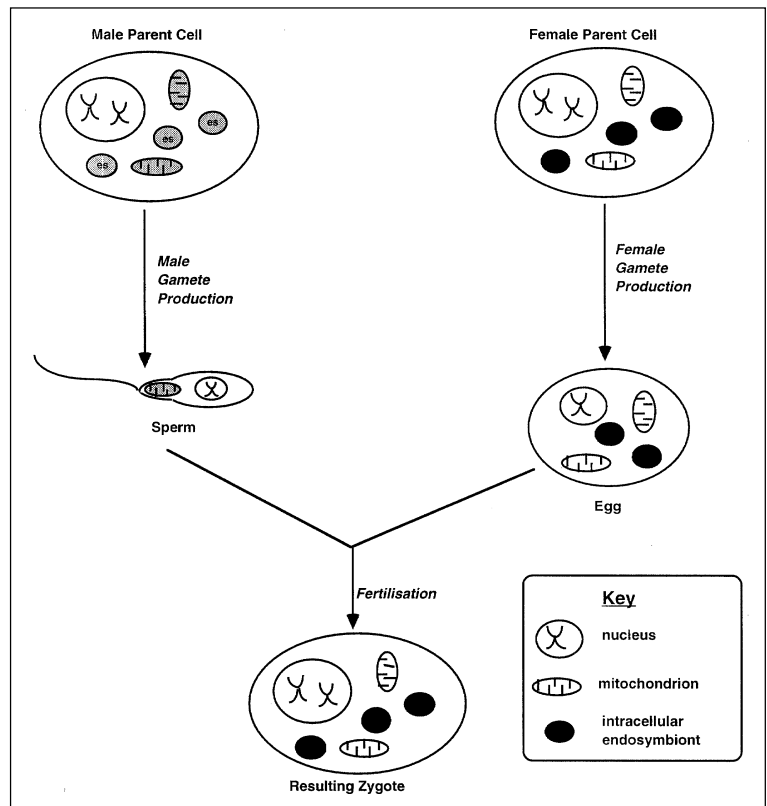 Male Parent Cell
Female Parent Cell
es
es
es
Male
Gamete
Production
Female
Gamete
Production
Sperm
Egg
Fertilisation
Key
nucieus
mitochondrion
intracellular
endosymbiont
Resulting Zygote